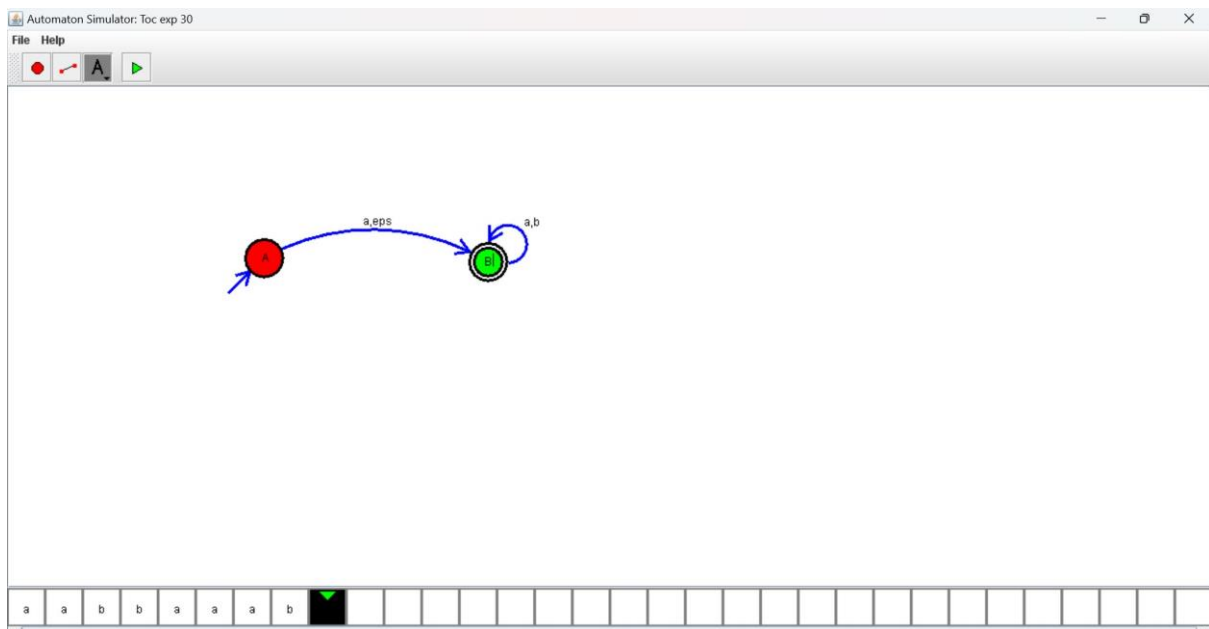 Automaton Simulator: Toc exp 30
File Help
A
a,eps
a,b
A
B
a a b b a a a b